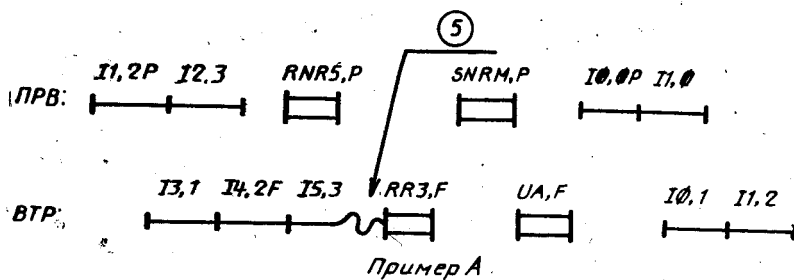 5
ПРВ: I1,2P I2,3 RNR5,P SNRM,P I0,0P I1,0
ВТР: I3,1 I4,2F I5,3 RR3,F UA,F I0,1 I1,2
Пример А